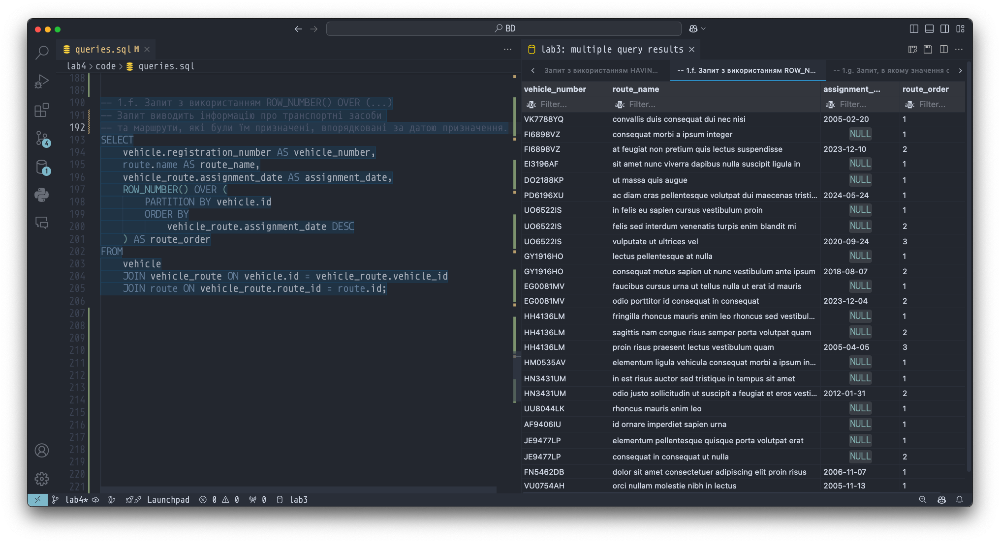 BD
queries.sql M
lab3: multiple query results
lab4 > code > queries.sql
188
189
190 -- 1.f. Запит з використанням ROW_NUMBER() OVER (...)
191 -- Запит виводить інформацію про транспортні засоби
192 -- та маршрути, які були їм призначені, впорядковані за датою призначення.
193 SELECT
194 vehicle.registration_number AS vehicle_number,
195 route.name AS route_name,
196 vehicle_route.assignment_date AS assignment_date,
197 ROW_NUMBER() OVER (
198 PARTITION BY vehicle.id
199 ORDER BY
200 vehicle_route.assignment_date DESC
201 ) AS route_order
202 FROM
203 vehicle
204 JOIN vehicle_route ON vehicle.id = vehicle_route.vehicle_id
205 JOIN route ON vehicle_route.route_id = route.id;
206
207
208
209
210
211
212
213
214
215
216
217
218
219
220
221
4
1
Запит з використанням HAVIN...
-- 1.f. Запит з використанням ROW_N...
-- 1.g. Запит, в якому значення с
vehicle_number route_name assignment_... route_order
Filter... Filter... Filter... Filter...
VK7788YQ convallis duis consequat dui nec nisi 2005-02-20 1
FI6898VZ consequat morbi a ipsum integer NULL 1
FI6898VZ at feugiat non pretium quis lectus suspendisse 2023-12-10 2
EI3196AF sit amet nunc viverra dapibus nulla suscipit ligula in NULL 1
DO2188KP ut massa quis augue NULL 1
PD6196XU ac diam cras pellentesque volutpat dui maecenas tristi... 2024-05-24 1
UO6522IS in felis eu sapien cursus vestibulum proin NULL 1
UO6522IS felis sed interdum venenatis turpis enim blandit mi NULL 2
UO6522IS vulputate ut ultrices vel 2020-09-24 3
GY1916HO lectus pellentesque at nulla NULL 1
GY1916HO consequat metus sapien ut nunc vestibulum ante ipsum 2018-08-07 2
EG0081MV faucibus cursus urna ut tellus nulla ut erat id mauris NULL 1
EG0081MV odio porttitor id consequat in consequat 2023-12-04 2
HH4136LM fringilla rhoncus mauris enim leo rhoncus sed vestibul... NULL 1
HH4136LM sagittis nam congue risus semper porta volutpat quam NULL 2
HH4136LM proin risus praesent lectus vestibulum quam 2005-04-05 3
HM0535AV elementum ligula vehicula consequat morbi a ipsum in... NULL 1
HN3431UM in est risus auctor sed tristique in tempus sit amet NULL 1
HN3431UM odio justo sollicitudin ut suscipit a feugiat et eros vesti... 2012-01-31 2
UU8044LK rhoncus mauris enim leo NULL 1
AF9406IU id ornare imperdiet sapien urna NULL 1
JE9477LP elementum pellentesque quisque porta volutpat erat NULL 1
JE9477LP consequat in consequat ut nulla NULL 2
FN5462DB dolor sit amet consectetuer adipiscing elit proin risus 2006-11-07 1
VU0754AH orci nullam molestie nibh in lectus 2005-11-13 1
lab4* Launchpad 0 0 0 lab3